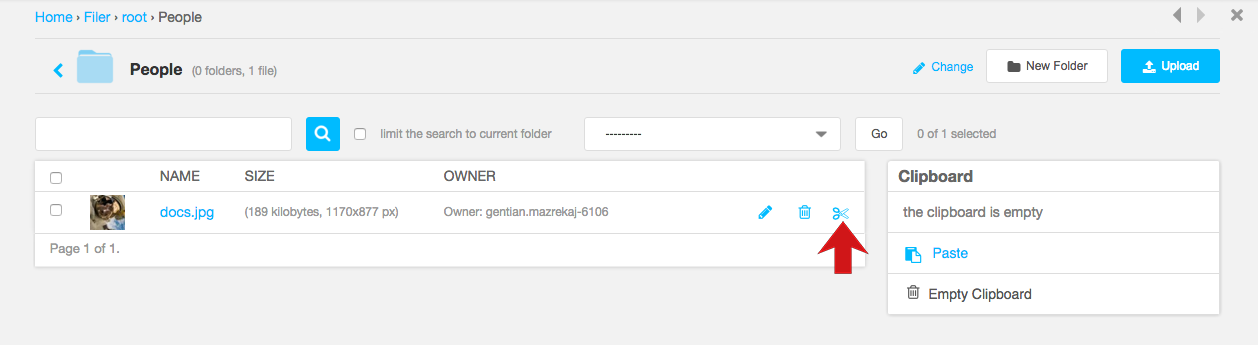 Home › Filer › root › People
People (0 folders, 1 file)
Change
New Folder
Upload
limit the search to current folder
---------
Go
0 of 1 selected
NAME SIZE OWNER
docs.jpg (189 kilobytes, 1170x877 px) Owner: gentian.mazrekaj-6106
Page 1 of 1.
Clipboard
the clipboard is empty
Paste
Empty Clipboard